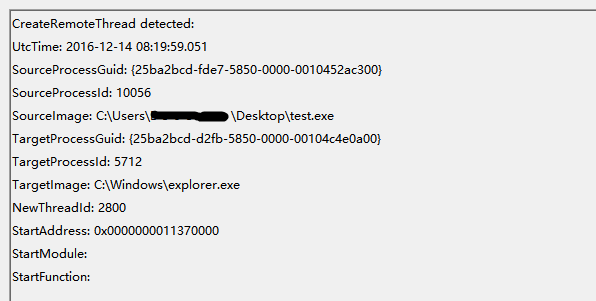 CreateRemoteThread detected:
UtcTime: 2016-12-14 08:19:59.051
SourceProcessGuid: {25ba2bcd-fde7-5850-0000-0010452ac300}
SourceProcessId: 10056
SourceImage: C:\Users\ \Desktop\test.exe
TargetProcessGuid: {25ba2bcd-d2fb-5850-0000-00104c4e0a00}
TargetProcessId: 5712
TargetImage: C:\Windows\explorer.exe
NewThreadId: 2800
StartAddress: 0x0000000011370000
StartModule:
StartFunction: